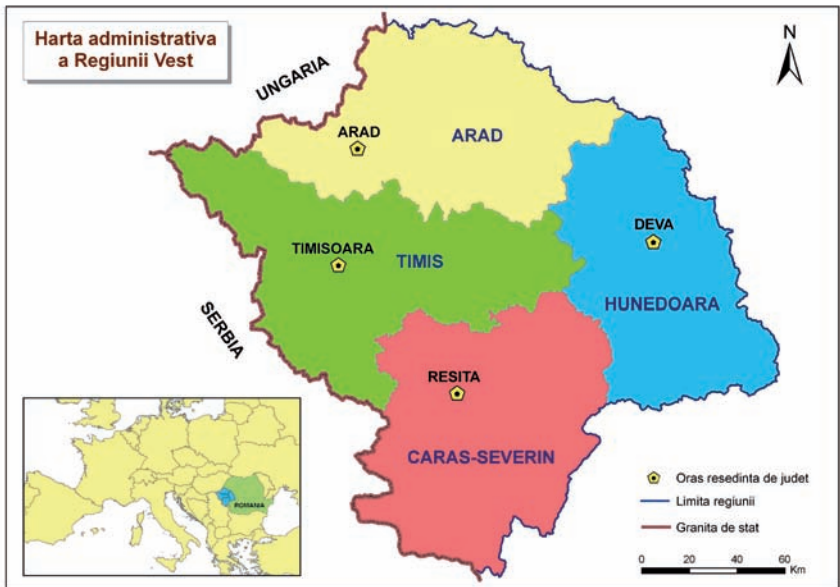 Harta administrativa
a Regiunii Vest
N
UNGARIA
ARAD
ARAD
DEVA
TIMISOARA
TIMIS
HUNEDOARA
SERBIA
RESITA
CARAS-SEVERIN
ROMANIA
Oras resedinta de judet
Limita regiunii
Granita de stat
0 20 40 60
Km